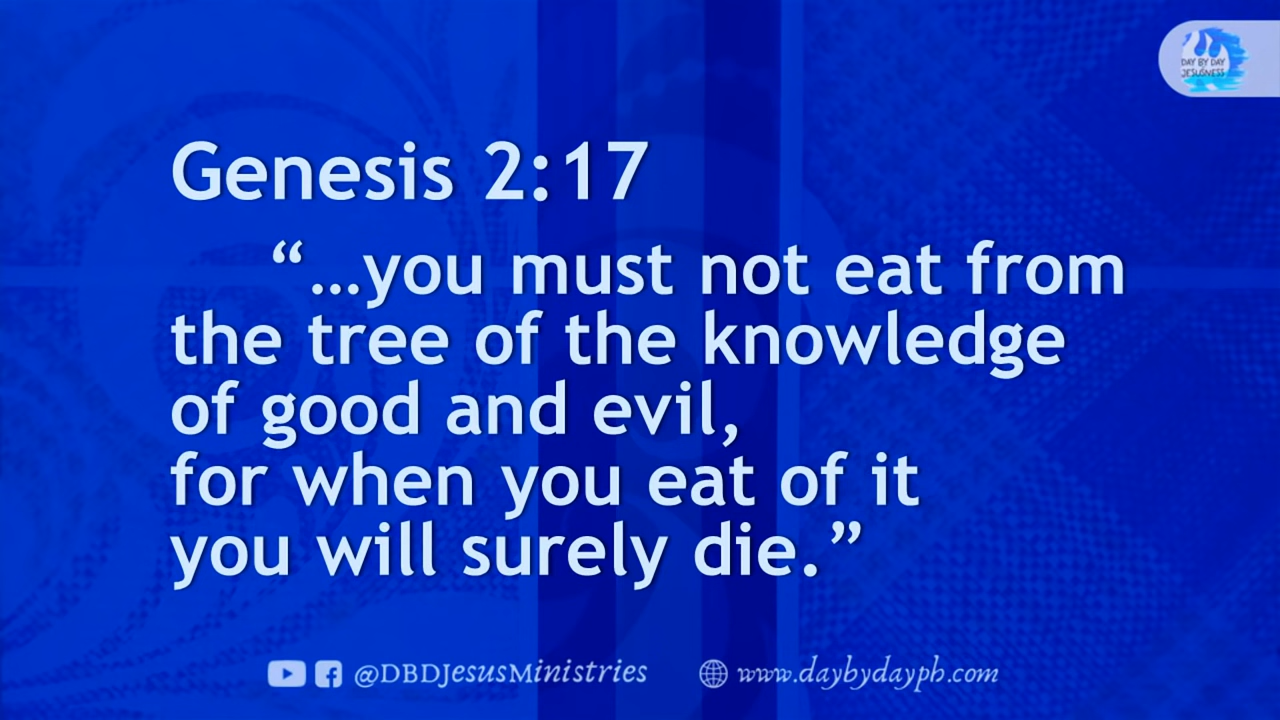 DAY BY DAY
JESUSNESS
Genesis 2:17
“…you must not eat from
the tree of the knowledge
of good and evil,
for when you eat of it
you will surely die.”
@DBDJesusMinistries
www.daybydayph.com